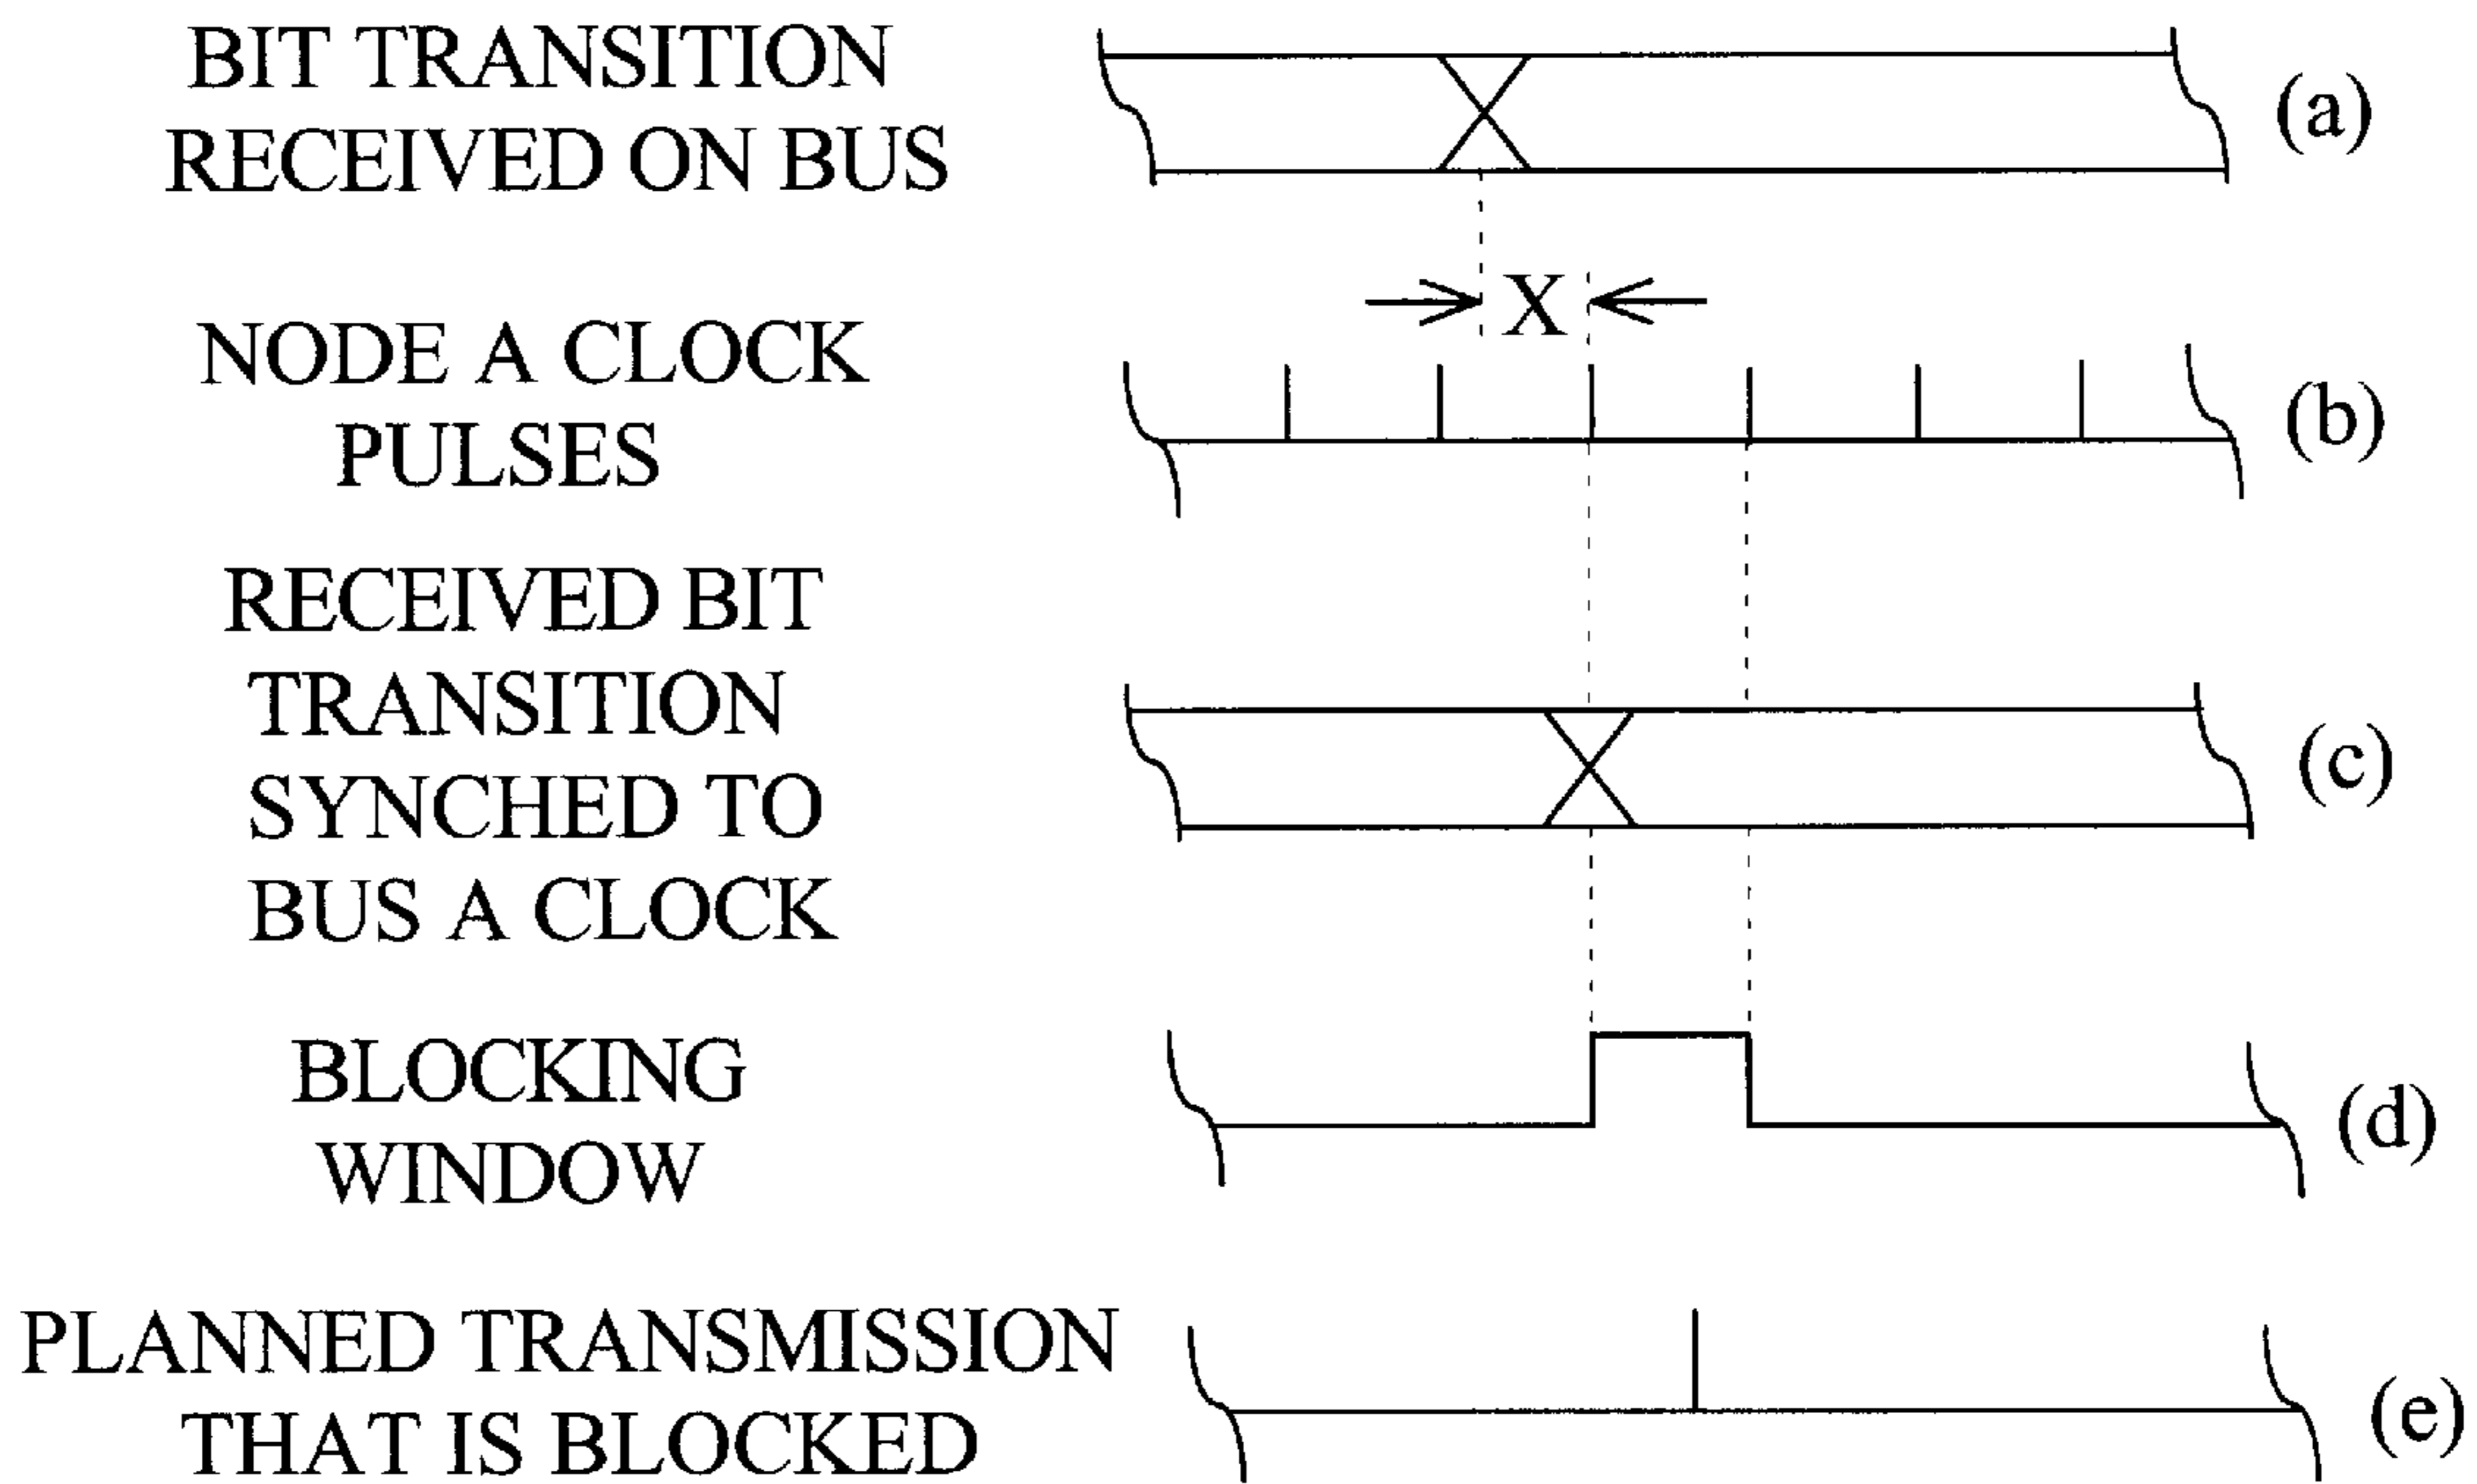 BIT TRANSITION
RECEIVED ON BUS
(a)
X
NODE A CLOCK
PULSES
(b)
RECEIVED BIT
TRANSITION
SYNCHED TO
BUS A CLOCK
(c)
BLOCKING
WINDOW
(d)
PLANNED TRANSMISSION
THAT IS BLOCKED
(e)